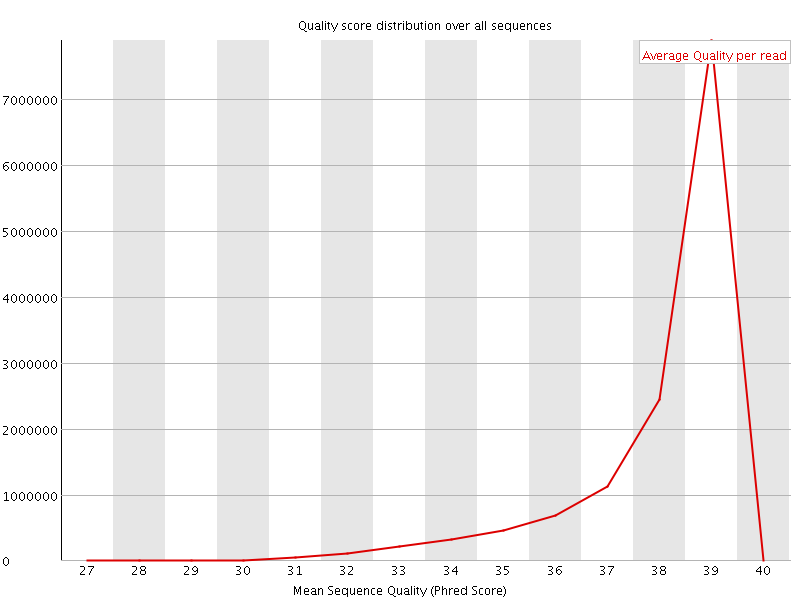 Quality score distribution over all sequences
Average Quality per read
7000000
6000000
5000000
4000000
3000000
2000000
1000000
0
27 28 29 30 31 32 33 34 35 36 37 38 39 40
Mean Sequence Quality (Phred Score)